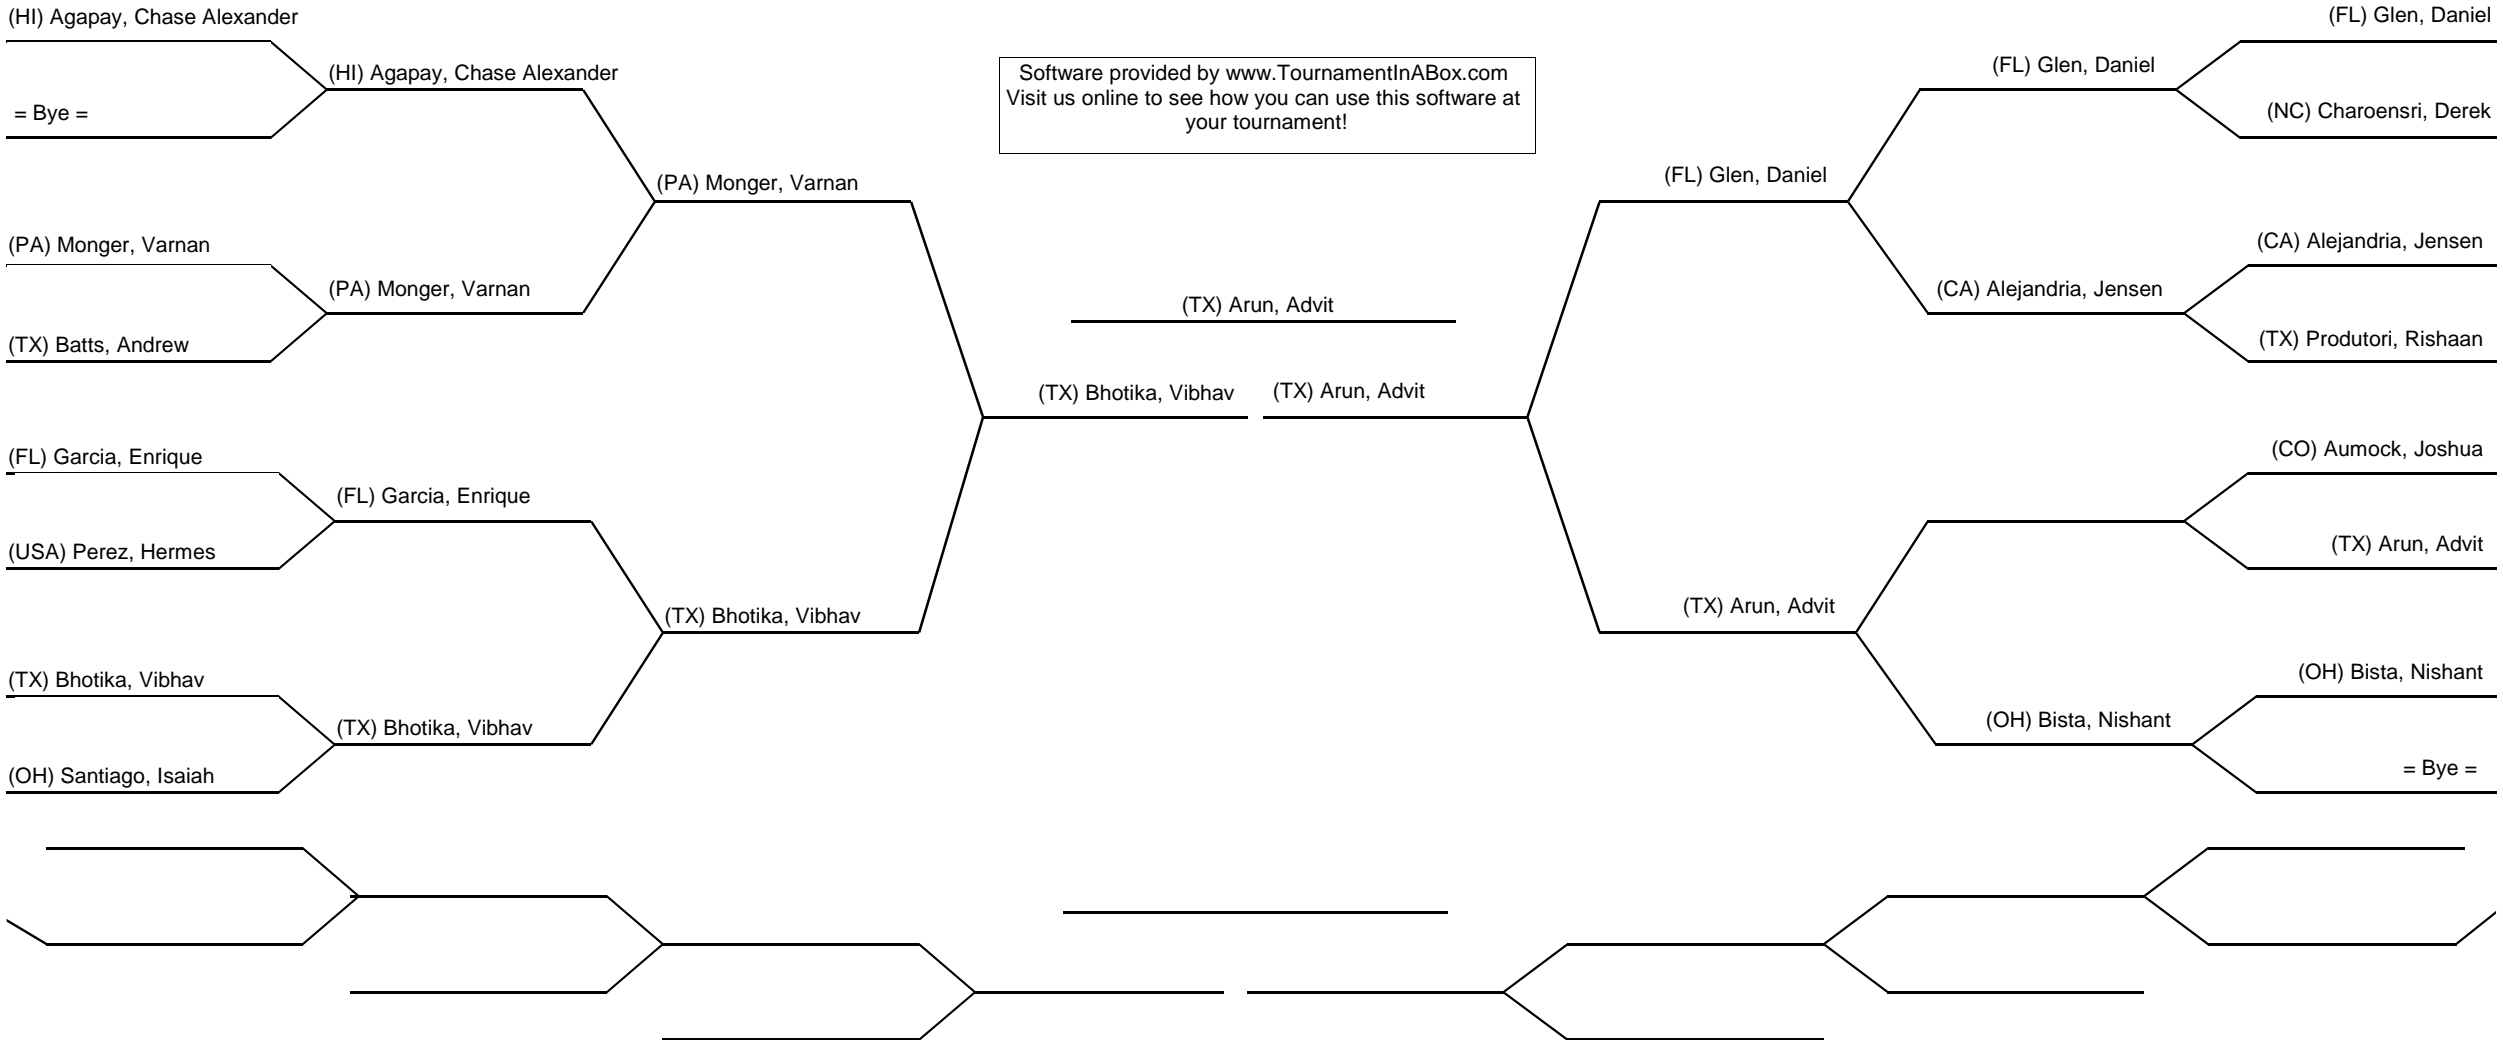 (HI) Agapay, Chase Alexander
= Bye =
(PA) Monger, Varnan
(TX) Batts, Andrew
(FL) Garcia, Enrique
(USA) Perez, Hermes
(TX) Bhotika, Vibhav
(OH) Santiago, Isaiah
(HI) Agapay, Chase Alexander
(PA) Monger, Varnan
(FL) Garcia, Enrique
(TX) Bhotika, Vibhav
(PA) Monger, Varnan
(TX) Bhotika, Vibhav
Software provided by www.TournamentInABox.com
Visit us online to see how you can use this software at
your tournament!
(TX) Arun, Advit
(TX) Bhotika, Vibhav
(TX) Arun, Advit
(FL) Glen, Daniel
(TX) Arun, Advit
(FL) Glen, Daniel
(CA) Alejandria, Jensen
(OH) Bista, Nishant
(FL) Glen, Daniel
(NC) Charoensri, Derek
(CA) Alejandria, Jensen
(TX) Produtori, Rishaan
(CO) Aumock, Joshua
(TX) Arun, Advit
(OH) Bista, Nishant
= Bye =